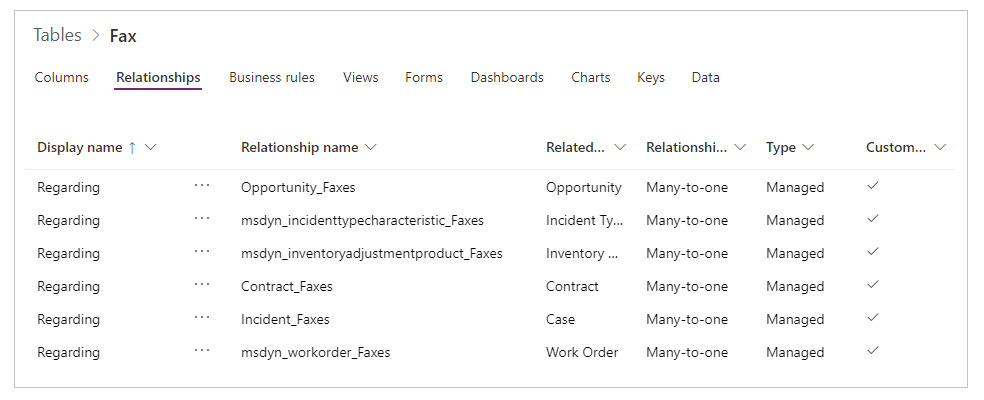 Tables > Fax
Columns Relationships Business rules Views Forms Dashboards Charts Keys Data
Display name ↑ Relationship name Related... Relationshi... Type Custom...
Regarding ... Opportunity_Faxes Opportunity Many-to-one Managed ✓
Regarding ... msdyn_incidenttypecharacteristic_Faxes Incident Ty... Many-to-one Managed ✓
Regarding ... msdyn_inventoryadjustmentproduct_Faxes Inventory ... Many-to-one Managed ✓
Regarding ... Contract_Faxes Contract Many-to-one Managed ✓
Regarding ... Incident_Faxes Case Many-to-one Managed ✓
Regarding ... msdyn_workorder_Faxes Work Order Many-to-one Managed ✓